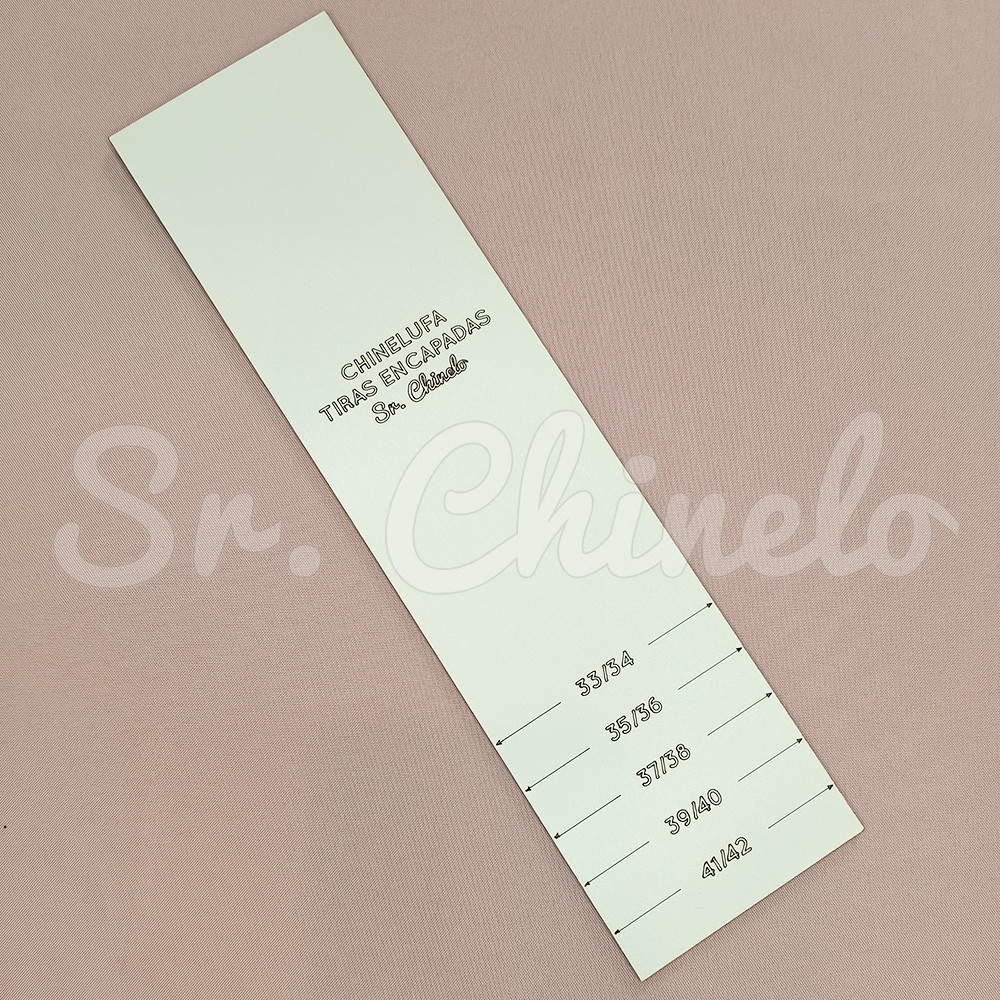 CHINELUFA
TIRAS ENCAPADAS
Sr. Chinelo
Sr. Chinelo
33/34
35/36
37/38
39/40
41/42